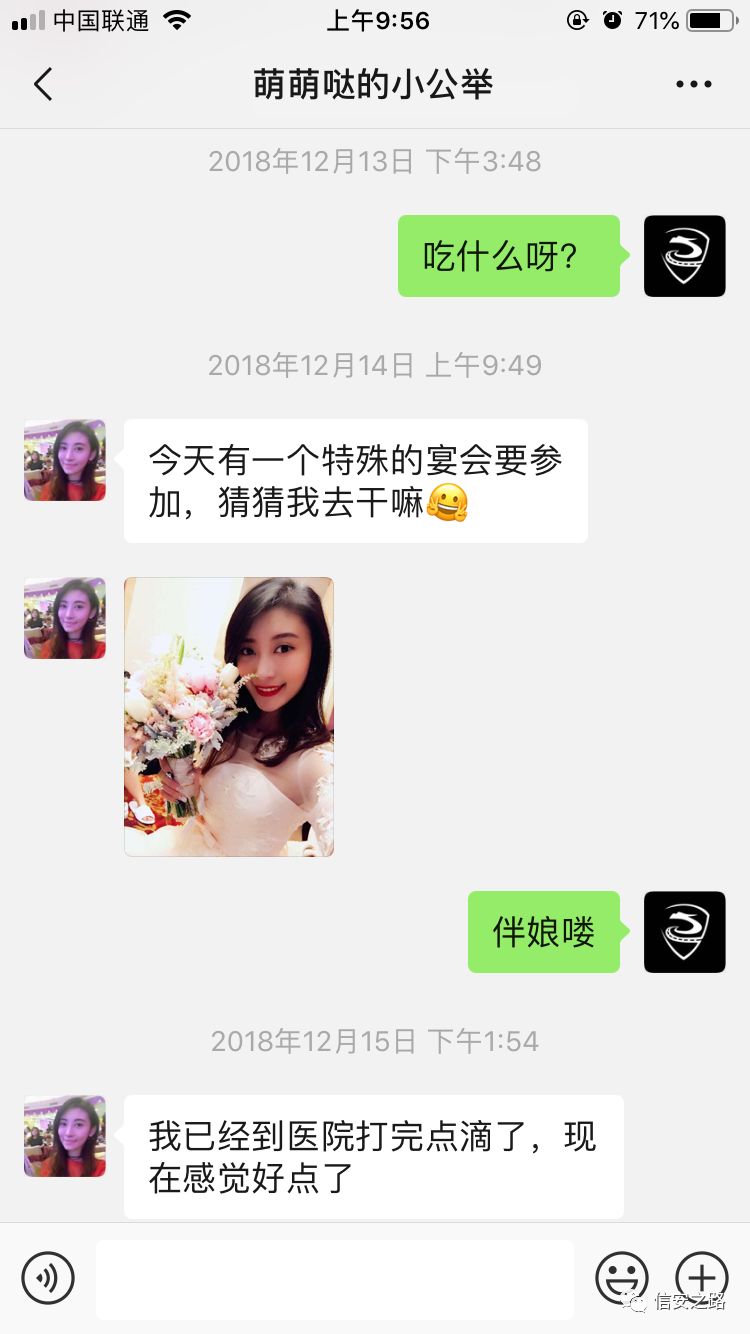 中国联通 上午9:56 71%
萌萌哒的小公举
2018年12月13日 下午3:48
吃什么呀?
2018年12月14日 上午9:49
今天有一个特殊的宴会要参
加，猜猜我去干嘛🤗
伴娘喽
2018年12月15日 下午1:54
我已经到医院打完点滴了，现
在感觉好点了
信安之路